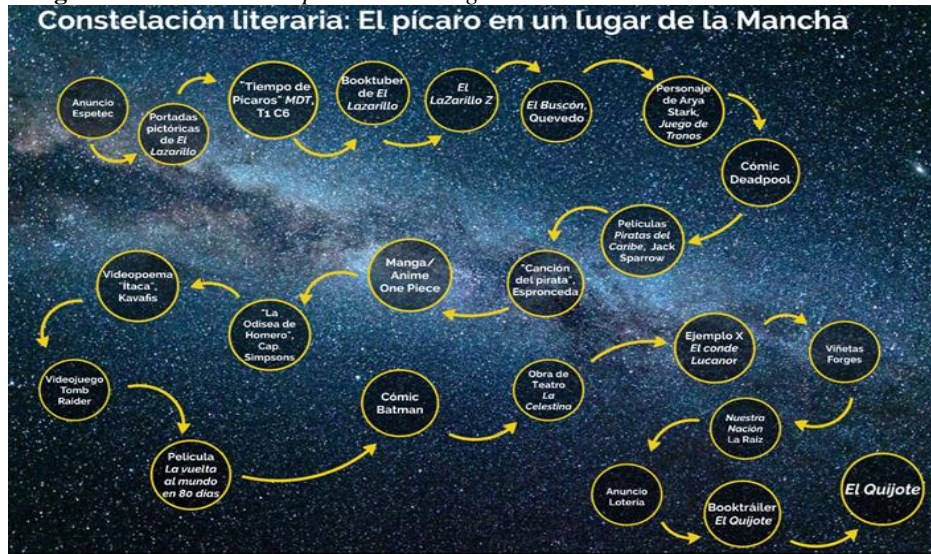 Constelación literaria: El pícaro en un lugar de la Mancha
Anuncio
Espetec
Portadas
pictóricas
de El
Lazarillo
"Tiempo de
Pícaros" MDT,
T1 C6
Booktuber
de El
Lazarillo
El
LaZarillo Z
El Buscón,
Quevedo
Personaje
de Arya
Stark,
Juego de
Tronos
Cómic
Deadpool
Películas
Piratas del
Caribe, Jack
Sparrow
"Canción
del pirata",
Espronceda
Manga/
Anime
One Piece
"La
Odisea de
Homero",
Cap.
Simpsons
Videopoema
"Ítaca",
Kavafis
Videojuego
Tomb
Raider
Película
La vuelta
al mundo
en 80 días
Cómic
Batman
Obra de
Teatro
La
Celestina
Ejemplo X
El conde
Lucanor
Viñetas
Forges
Nuestra
Nación
La Raíz
Anuncio
Lotería
Booktráiler
El Quijote
El Quijote